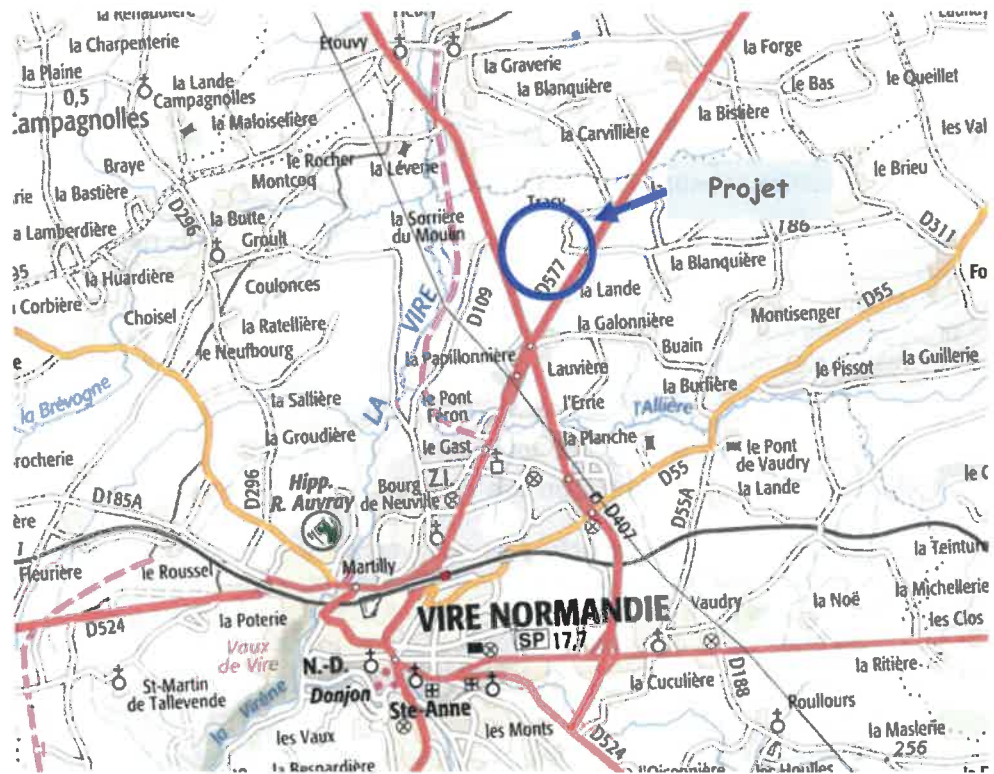 la Charpenterie
Étouvy
la Forge
la Graverie
la Plaine
la Lande
la Blanquière
le Bas
le Queillet
0,5
Campagnolles
la Bistière
Campagnolles
la Maloiselière
la Carvillière
les Val
Braye
le Rocher
Montcoq
la Léverie
le Brieu
la Bastière
D296
la Butte
la Sorrière
du Moulin
Tracy
Projet
a Lamberdière
Groult
186
D311
la Huardière
Coulonces
D577
la Blanquière
la Lande
D55
Corbière
Choisel
la Ratellière
LA VIRE
D109
la Galonnière
Montisenger
le Neufbourg
la Papillonnière
Buain
le Pissot
la Guillerie
Lauvière
la Burlière
la Brévogne
la Sallière
le Pont
Féron
l'Errie
l'Allière
la Groudière
le Gast
la Planche
le Pont
de Vaudry
D55
la Lande
D185A
D296
Hipp.
R. Auvray
Bourg
de Neuville
Z.I.
D407
D55A
Fleurière
le Roussel
Martilly
la Teinture
la Michellerie
D524
la Poterie
VIRE NORMANDIE
Vaudry
la Noë
les Clos
SP 17,7
Vaux
de Vire
N.-D.
la Ritière
St-Martin
de Tallevende
Donjon
la Cuculière
D188
la Virène
Ste-Anne
Roullours
les Vaux
les Monts
D524
la Maslerie
256
la Besnardière
les Houlles